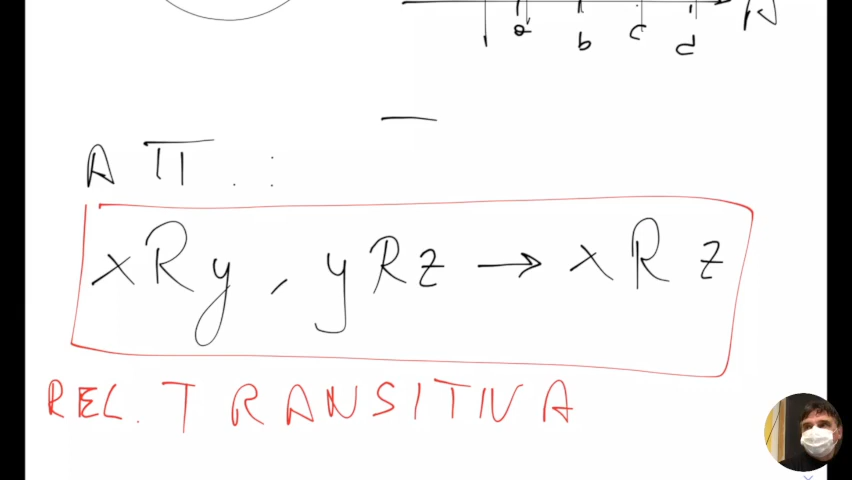 a b c d
ATT.:
xRy, yRz → xRz
REL. TRANSITIVA